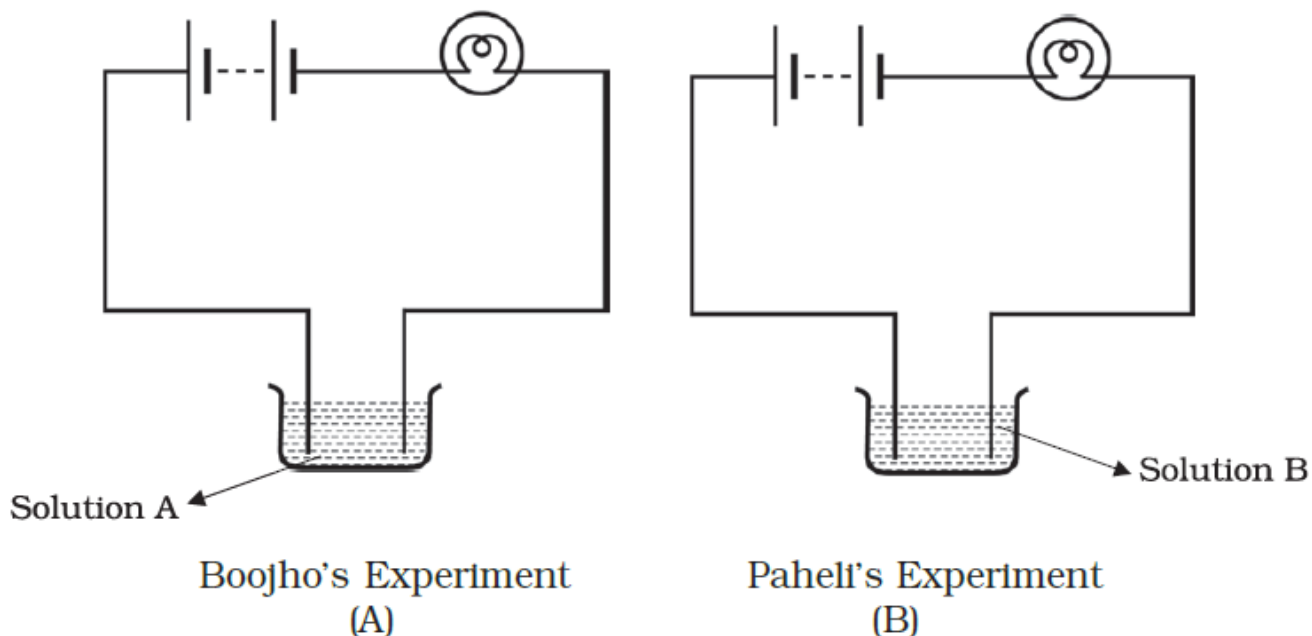 Solution A
Solution B
Boojho's Experiment
(A)
Paheli's Experiment
(B)